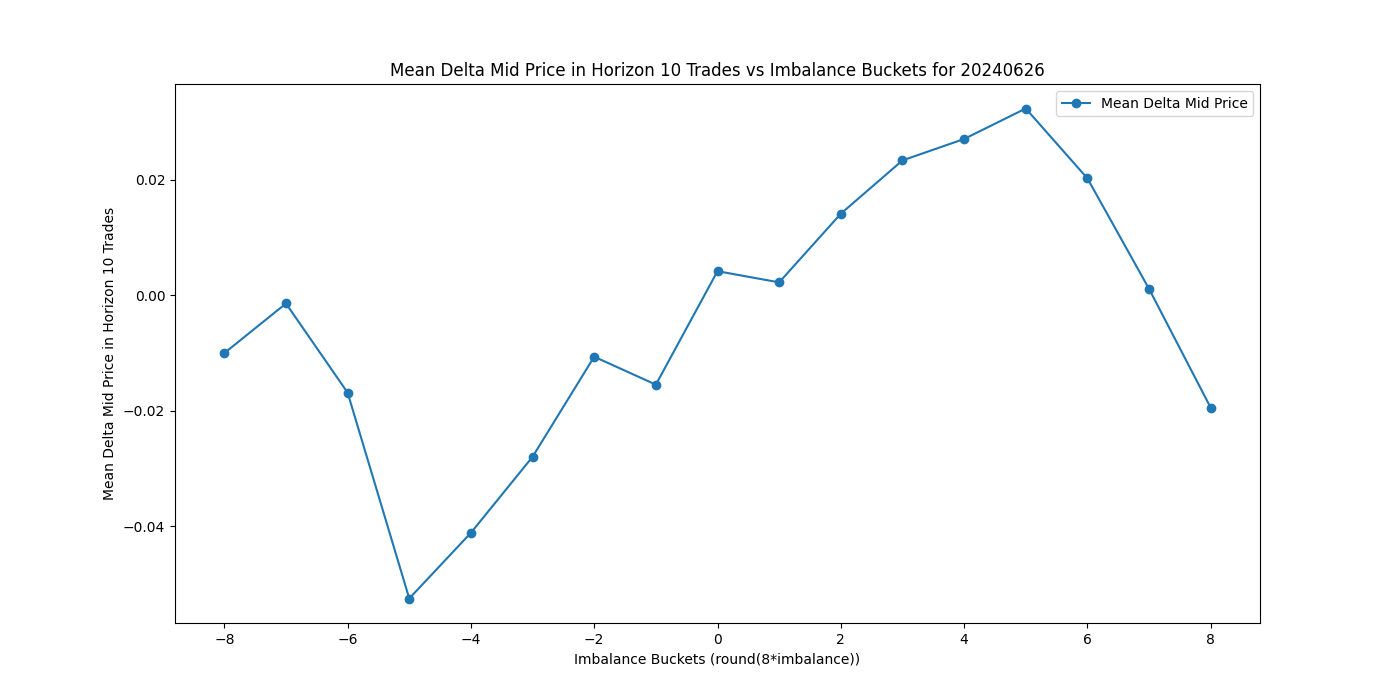 Mean Delta Mid Price in Horizon 10 Trades vs Imbalance Buckets for 20240626
Mean Delta Mid Price
Mean Delta Mid Price in Horizon 10 Trades
0.02
0.00
−0.02
−0.04
−8 −6 −4 −2 0 2 4 6 8
Imbalance Buckets (round(8*imbalance))